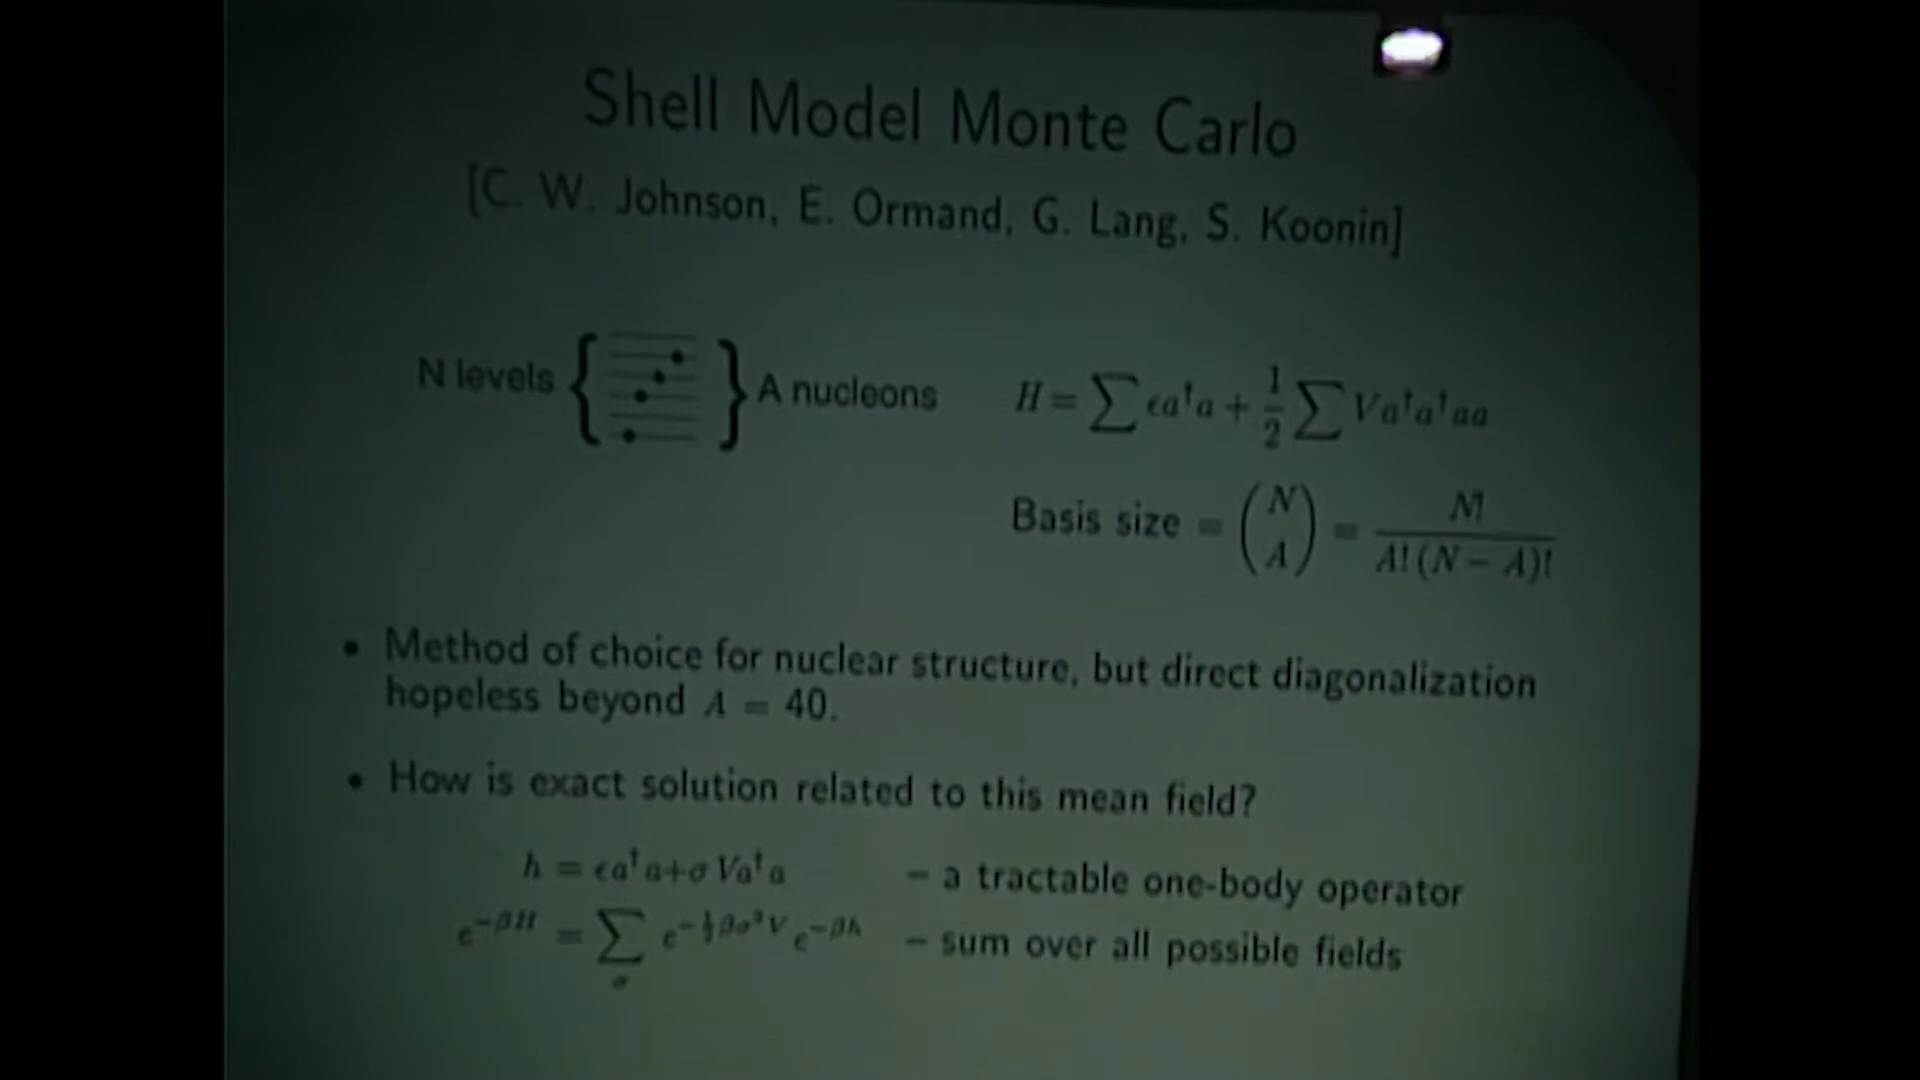 Shell Model Monte Carlo
[C. W. Johnson, E. Ormand, G. Lang, S. Koonin]
N levels { } A nucleons
H = ∑ ϵa†a + 1/2 ∑ Va†a†aa
Basis size = (N A) = N! / A! (N − A)!
• Method of choice for nuclear structure, but direct diagonalization
hopeless beyond A = 40.
• How is exact solution related to this mean field?
h = ϵa†a+σVa†a – a tractable one-body operator
e^{−βH} = ∑_σ e^{−½βσ²V} e^{−βh} – sum over all possible fields